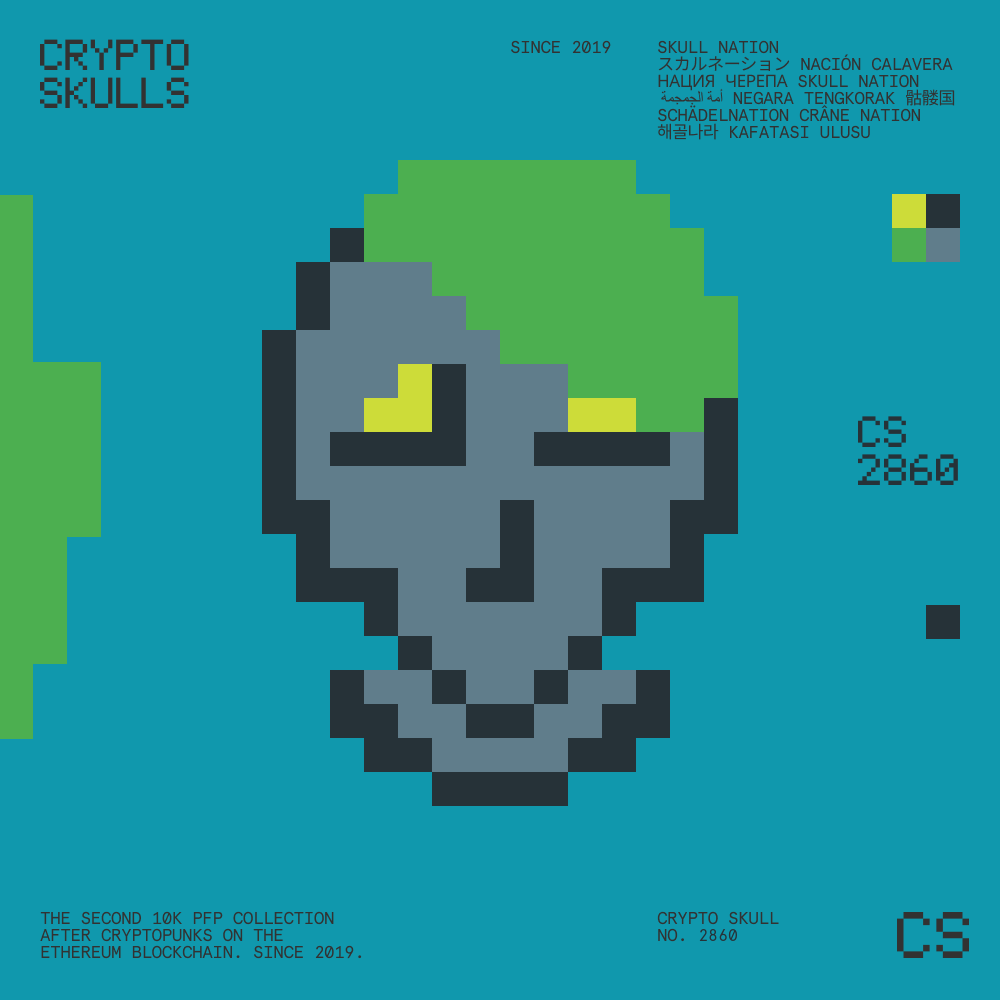 CRYPTO
SKULLS
SINCE 2019
SKULL NATION
スカルネーション NACIÓN CALAVERA
НАЦИЯ ЧЕРЕПА SKULL NATION
أمة الجمجمة NEGARA TENGKORAK 骷髅国
SCHÄDELNATION CRÂNE NATION
해골나라 KAFATASI ULUSU
CS
2860
THE SECOND 10K PFP COLLECTION
AFTER CRYPTOPUNKS ON THE
ETHEREUM BLOCKCHAIN. SINCE 2019.
CRYPTO SKULL
NO. 2860
CS